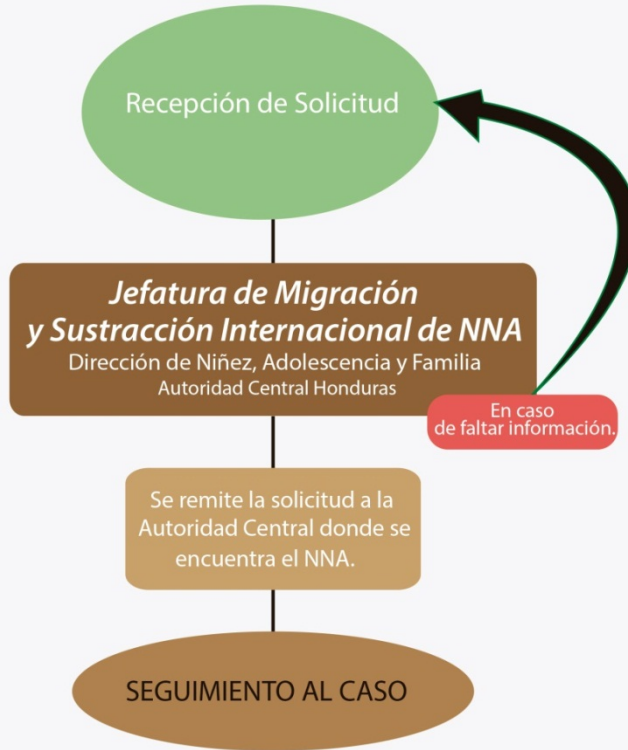 Recepción de Solicitud
Jefatura de Migración
y Sustracción Internacional de NNA
Dirección de Niñez, Adolescencia y Familia
Autoridad Central Honduras
En caso
de faltar información.
Se remite la solicitud a la
Autoridad Central donde se
encuentra el NNA.
SEGUIMIENTO AL CASO